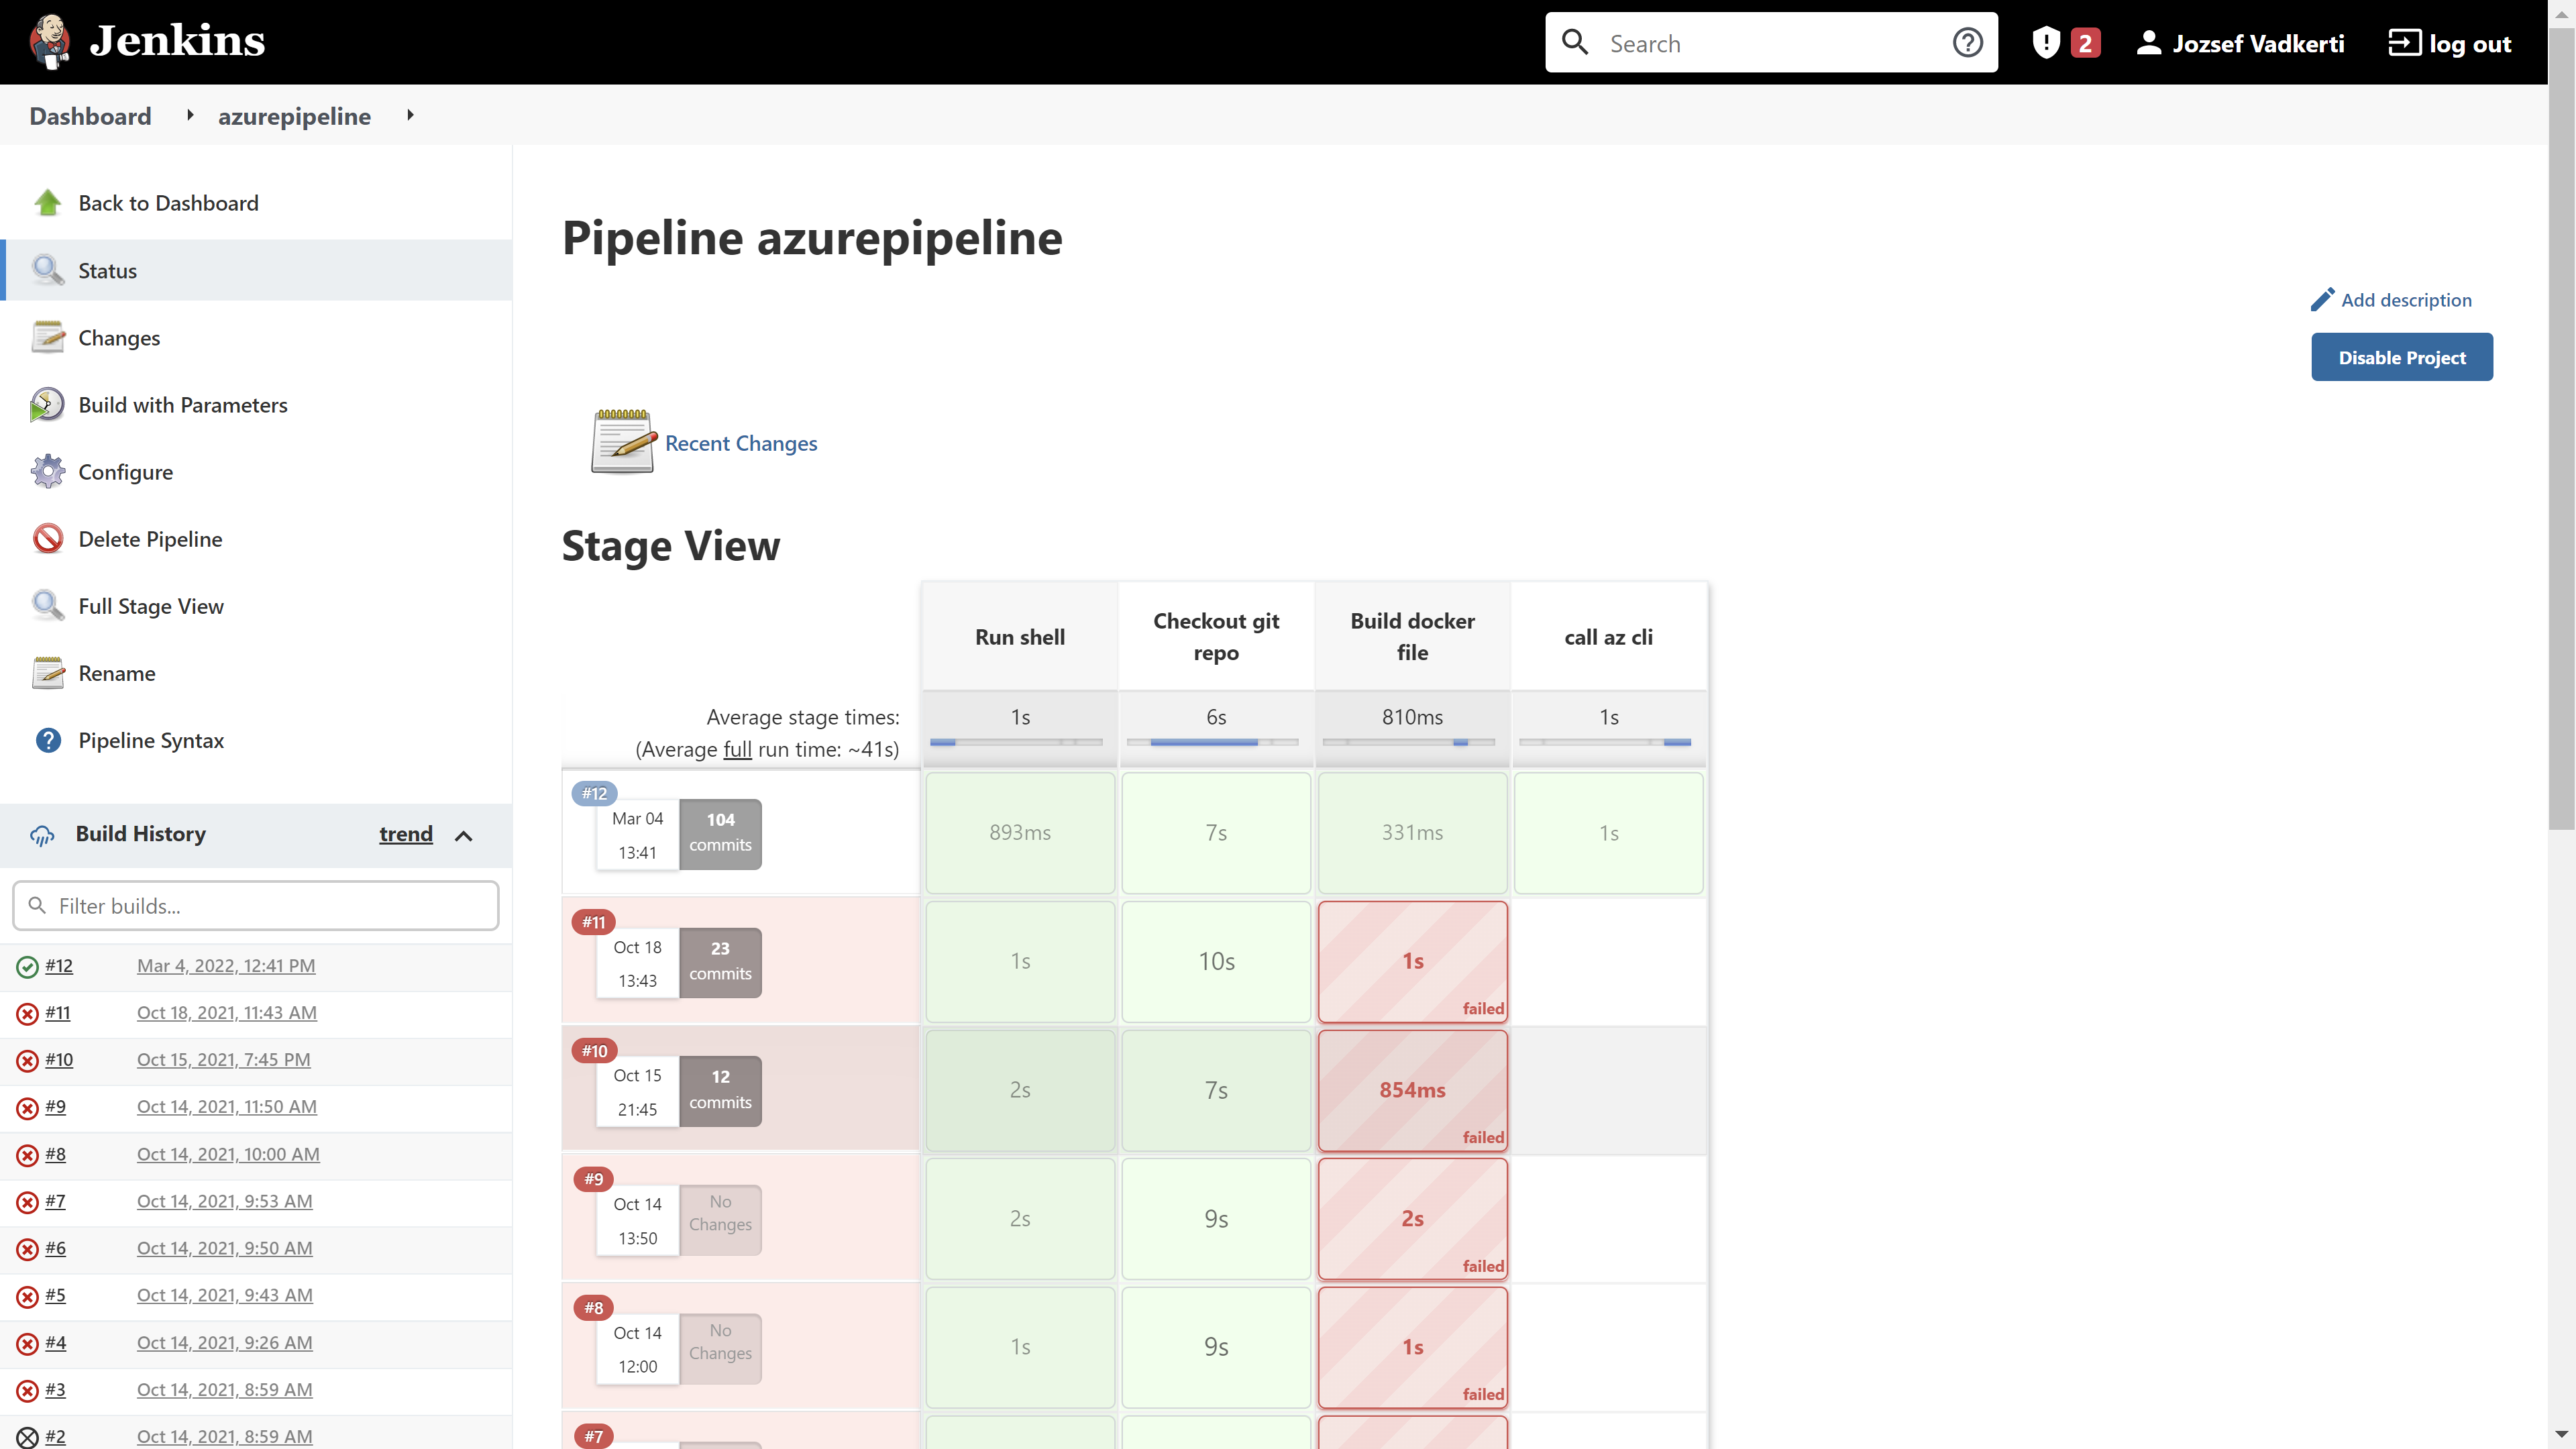 Jenkins
Search
2
Jozsef Vadkerti
log out
Dashboard
azurepipeline
Back to Dashboard
Status
Changes
Build with Parameters
Configure
Delete Pipeline
Full Stage View
Rename
Pipeline Syntax
Build History
trend
Filter builds...
#12 Mar 4, 2022, 12:41 PM
#11 Oct 18, 2021, 11:43 AM
#10 Oct 15, 2021, 7:45 PM
#9 Oct 14, 2021, 11:50 AM
#8 Oct 14, 2021, 10:00 AM
#7 Oct 14, 2021, 9:53 AM
#6 Oct 14, 2021, 9:50 AM
#5 Oct 14, 2021, 9:43 AM
#4 Oct 14, 2021, 9:26 AM
#3 Oct 14, 2021, 8:59 AM
#2 Oct 14, 2021, 8:59 AM
Pipeline azurepipeline
Add description
Disable Project
Recent Changes
Stage View
Run shell
Checkout git
repo
Build docker
file
call az cli
Average stage times:
(Average full run time: ~41s)
1s
6s
810ms
1s
#12
Mar 04
13:41
104
commits
893ms
7s
331ms
1s
#11
Oct 18
13:43
23
commits
1s
10s
1s
failed
#10
Oct 15
21:45
12
commits
2s
7s
854ms
failed
#9
Oct 14
13:50
No
Changes
2s
9s
2s
failed
#8
Oct 14
12:00
No
Changes
1s
9s
1s
failed
#7